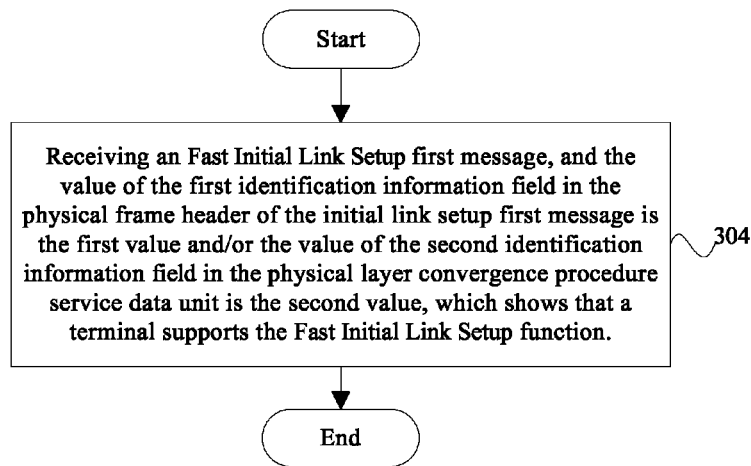 Start
Receiving an Fast Initial Link Setup first message, and the
value of the first identification information field in the
physical frame header of the initial link setup first message is
the first value and/or the value of the second identification
information field in the physical layer convergence procedure
service data unit is the second value, which shows that a
terminal supports the Fast Initial Link Setup function.
304
End